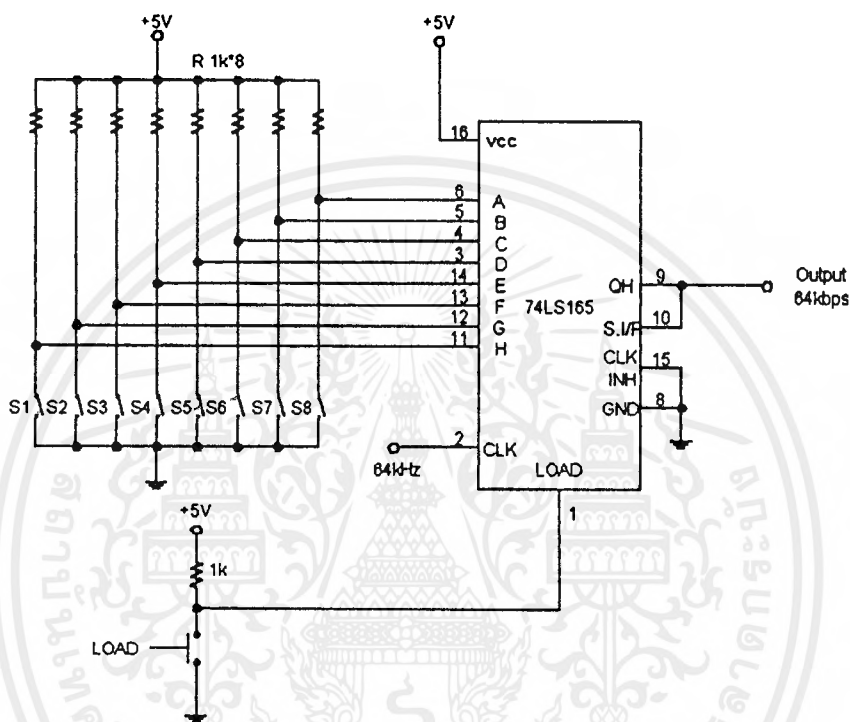 +5V
+5V
R 1k*8
16
vcc
6
A
5
B
4
C
3
D
14
E
13
F
12
G
11
H
74LS165
QH
9
S.I/P
10
CLK
INH
15
GND
8
Output
64kbps
S1
S2
S3
S4
S5
S6
S7
S8
64kHz
2
CLK
LOAD
1
+5V
1k
LOAD